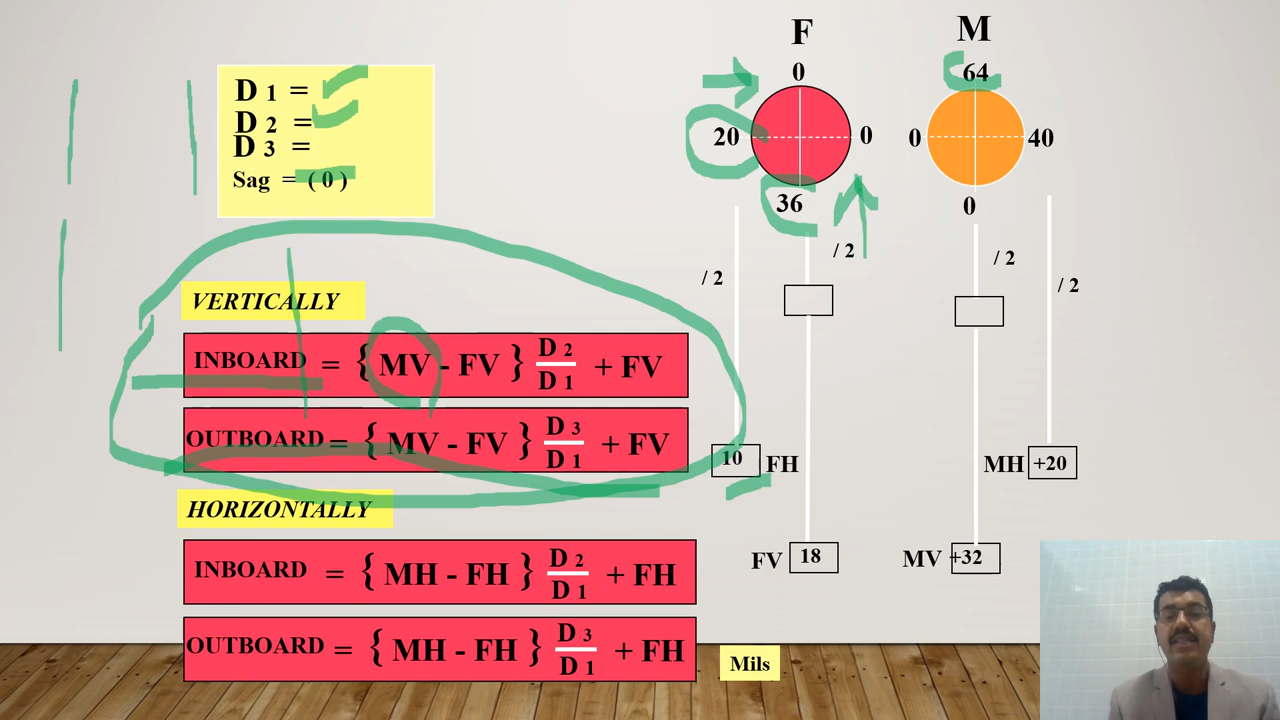 D 1 =
D 2 =
D 3 =
Sag = ( 0 )
F
M
0
64
20
0
0
40
36
0
/ 2
/ 2
/ 2
/ 2
VERTICALLY
INBOARD = { MV - FV } D 2 / D 1 + FV
OUTBOARD = { MV - FV } D 3 / D 1 + FV
10 FH
MH +20
HORIZONTALLY
FV 18
MV +32
INBOARD = { MH - FH } D 2 / D 1 + FH
OUTBOARD = { MH - FH } D 3 / D 1 + FH
Mils